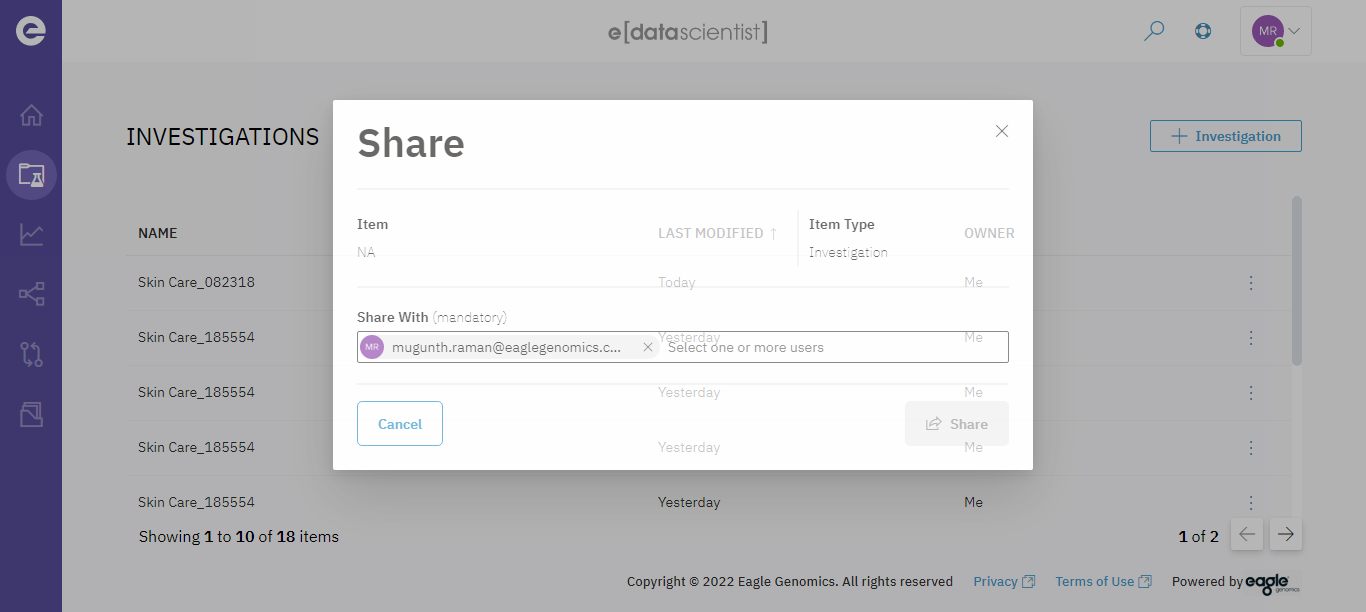 e[datascientist]
MR
INVESTIGATIONS
Investigation
Share
Item
Item Type
NA
Investigation
NAME
LAST MODIFIED ↑
OWNER
Skin Care_082318
Today
Me
Share With (mandatory)
MR mugunth.raman@eaglegenomics.c... Select one or more users
Skin Care_185554
Yesterday
Me
Skin Care_185554
Yesterday
Me
Cancel
Share
Skin Care_185554
Yesterday
Me
Skin Care_185554
Yesterday
Me
Showing 1 to 10 of 18 items
1 of 2
Copyright © 2022 Eagle Genomics. All rights reserved
Privacy
Terms of Use
Powered by eagle
genomics